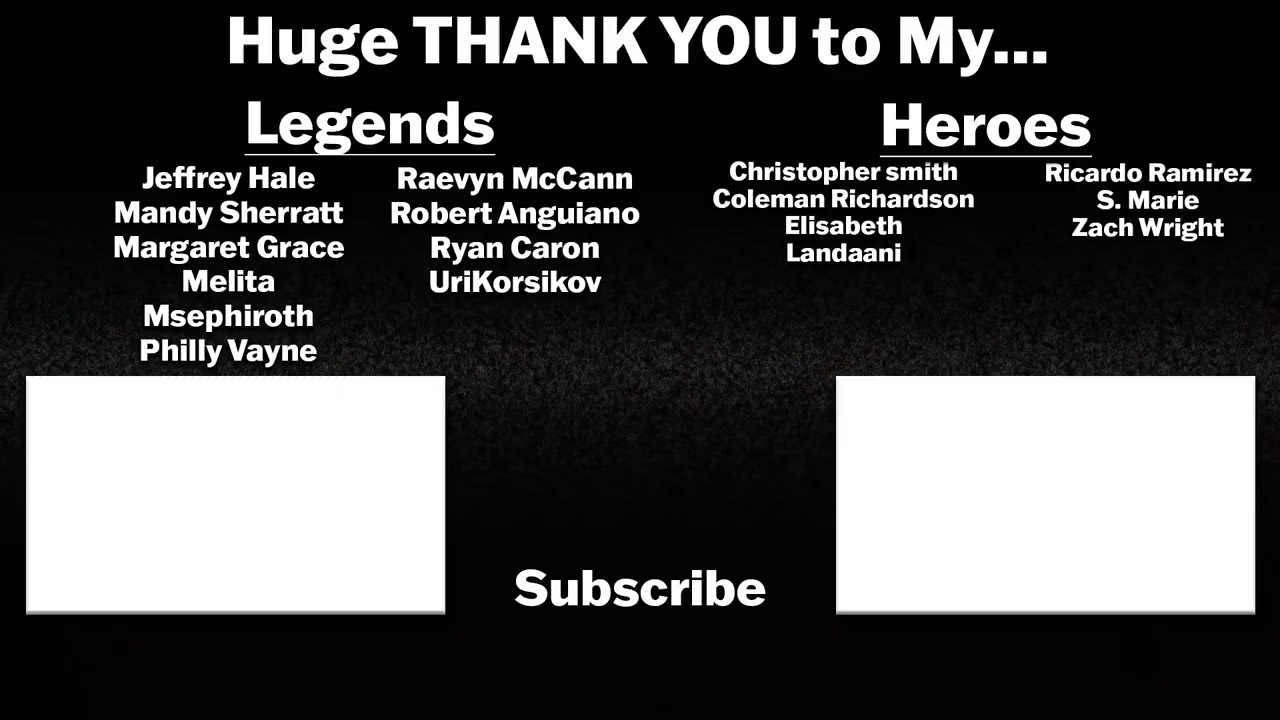 Huge THANK YOU to My...
Legends
Jeffrey Hale
Mandy Sherratt
Margaret Grace
Melita
Msephiroth
Philly Vayne
Raevyn McCann
Robert Anguiano
Ryan Caron
UriKorsikov
Heroes
Christopher smith
Coleman Richardson
Elisabeth
Landaani
Ricardo Ramirez
S. Marie
Zach Wright
Subscribe